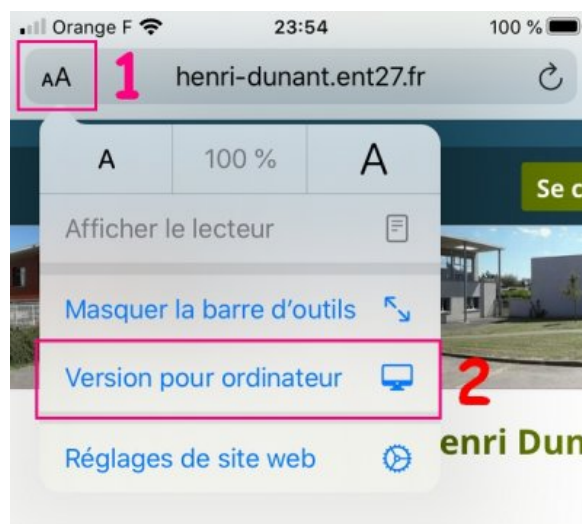 Orange F 23:54 100 %
AA 1 henri-dunant.ent27.fr
A 100 % A
Se c
Afficher le lecteur
Masquer la barre d'outils
Version pour ordinateur
2
enri Dun
Réglages de site web